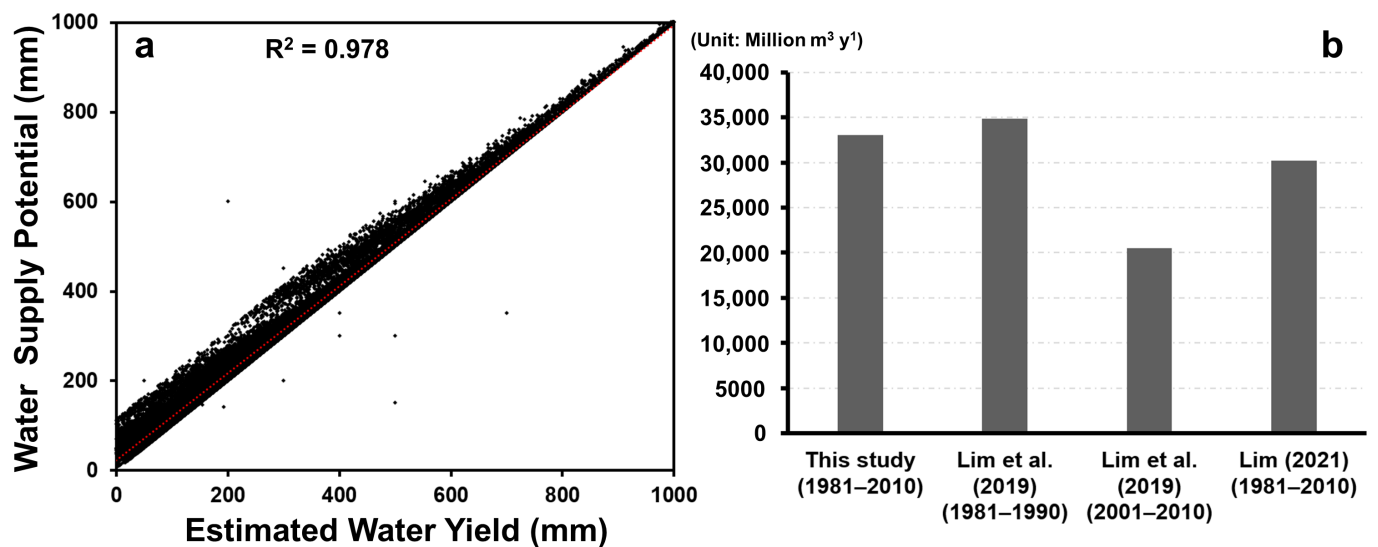 a
R² = 0.978
Water Supply Potential (mm)
1000
800
600
400
200
0
0 200 400 600 800 1000
Estimated Water Yield (mm)
(Unit: Million m³ y¹)
b
40,000
35,000
30,000
25,000
20,000
15,000
10,000
5000
0
This study
(1981–2010)
Lim et al.
(2019)
(1981–1990)
Lim et al.
(2019)
(2001–2010)
Lim (2021)
(1981–2010)